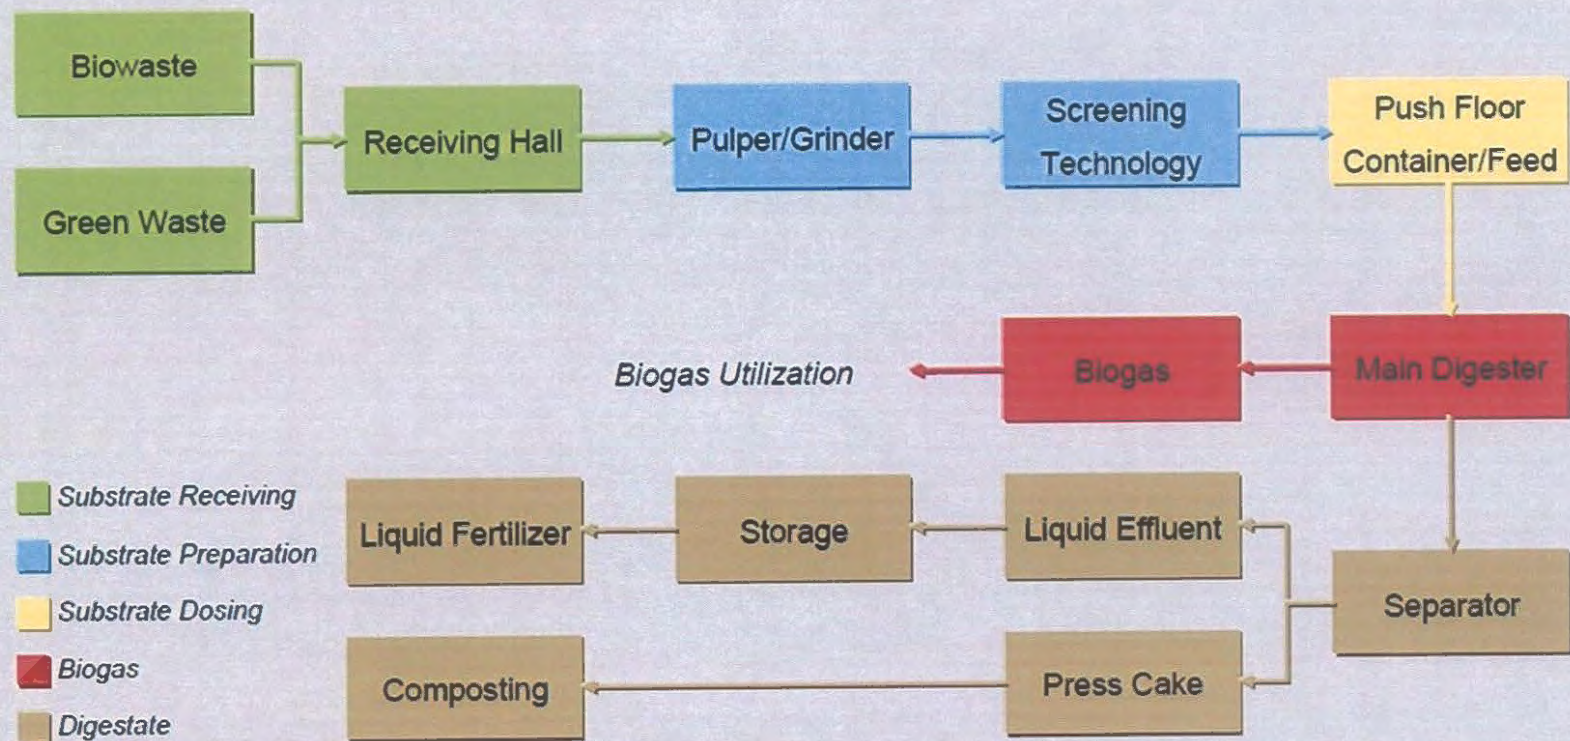 Biowaste
Green Waste
Receiving Hall
Pulper/Grinder
Screening
Technology
Push Floor
Container/Feed
Main Digester
Biogas
Biogas Utilization
Separator
Liquid Effluent
Storage
Liquid Fertilizer
Press Cake
Composting
Substrate Receiving
Substrate Preparation
Substrate Dosing
Biogas
Digestate